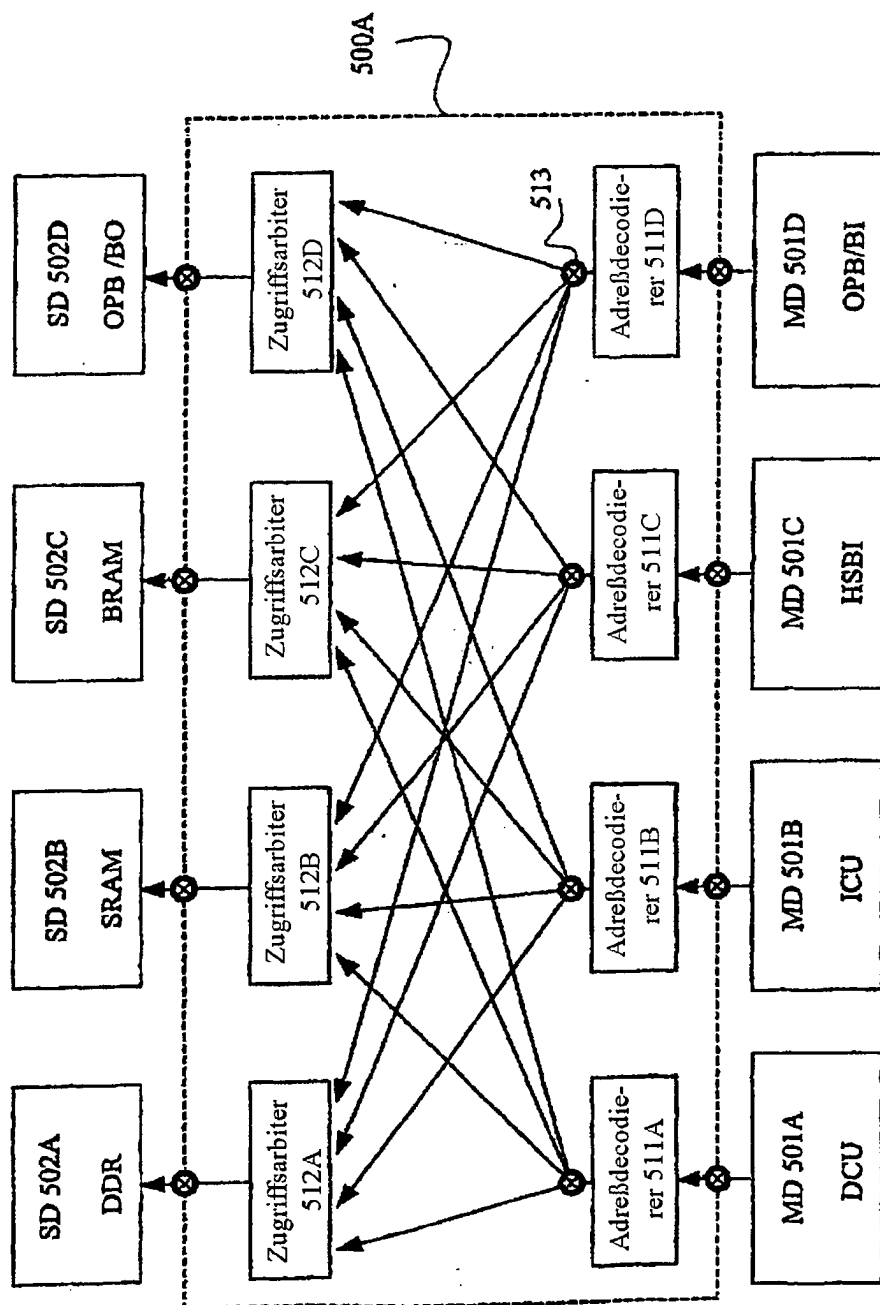 SD 502A
DDR
SD 502B
SRAM
SD 502C
BRAM
SD 502D
OPB /BO
500A
Zugriffsarbiter
512A
Zugriffsarbiter
512B
Zugriffsarbiter
512C
Zugriffsarbiter
512D
513
Adreßdecodie-
rer 511A
Adreßdecodie-
rer 511B
Adreßdecodie-
rer 511C
Adreßdecodie-
rer 511D
MD 501A
DCU
MD 501B
ICU
MD 501C
HSBI
MD 501D
OPB/BI